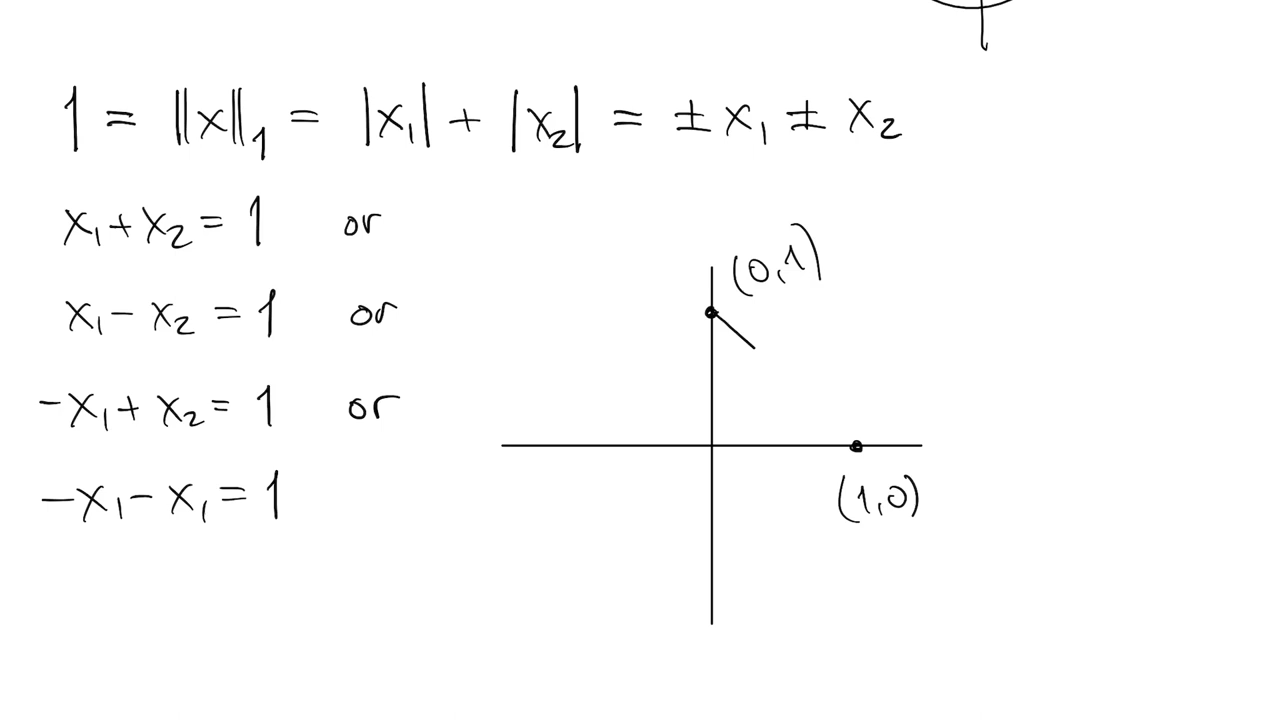 1 = ‖x‖₁ = |x₁| + |x₂| = ± x₁ ± x₂
x₁ + x₂ = 1 or
x₁ − x₂ = 1 or
−x₁ + x₂ = 1 or
−x₁ − x₁ = 1
(0,1)
(1,0)